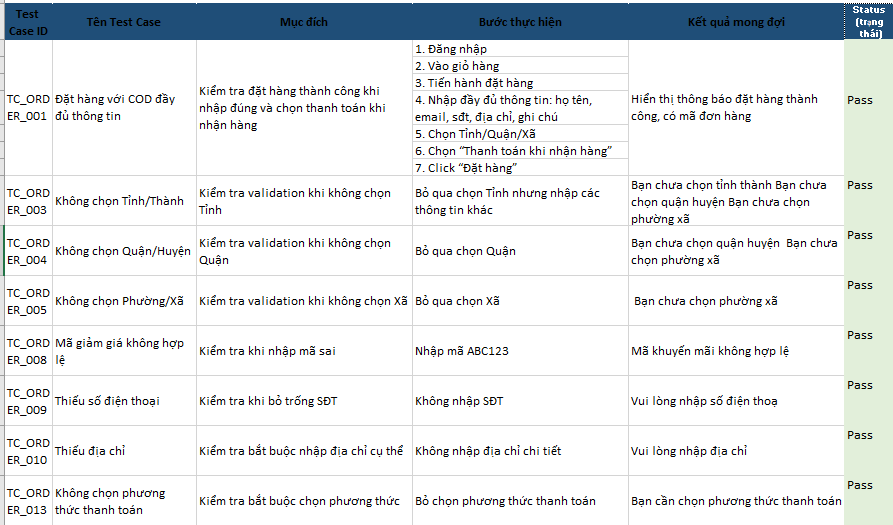 Test Case ID
Tên Test Case
Mục đích
Bước thực hiện
Kết quả mong đợi
Status (trạng thái)
TC_ORDER_001
Đặt hàng với COD đầy đủ thông tin
Kiểm tra đặt hàng thành công khi nhập đúng và chọn thanh toán khi nhận hàng
1. Đăng nhập
2. Vào giỏ hàng
3. Tiến hành đặt hàng
4. Nhập đầy đủ thông tin: họ tên, email, sđt, địa chỉ, ghi chú
5. Chọn Tỉnh/Quận/Xã
6. Chọn “Thanh toán khi nhận hàng”
7. Click “Đặt hàng”
Hiển thị thông báo đặt hàng thành công, có mã đơn hàng
Pass
TC_ORDER_003
Không chọn Tỉnh/Thành
Kiểm tra validation khi không chọn Tỉnh
Bỏ qua chọn Tỉnh nhưng nhập các thông tin khác
Bạn chưa chọn tỉnh thành Bạn chưa chọn quận huyện Bạn chưa chọn phường xã
Pass
TC_ORDER_004
Không chọn Quận/Huyện
Kiểm tra validation khi không chọn Quận
Bỏ qua chọn Quận
Bạn chưa chọn quận huyện  Bạn chưa chọn phường xã
Pass
TC_ORDER_005
Không chọn Phường/Xã
Kiểm tra validation khi không chọn Xã
Bỏ qua chọn Xã
Bạn chưa chọn phường xã
Pass
TC_ORDER_008
Mã giảm giá không hợp lệ
Kiểm tra khi nhập mã sai
Nhập mã ABC123
Mã khuyến mãi không hợp lệ
Pass
TC_ORDER_009
Thiếu số điện thoại
Kiểm tra khi bỏ trống SĐT
Không nhập SĐT
Vui lòng nhập số điện thoạ
Pass
TC_ORDER_010
Thiếu địa chỉ
Kiểm tra bắt buộc nhập địa chỉ cụ thể
Không nhập địa chỉ chi tiết
Vui lòng nhập địa chỉ
Pass
TC_ORDER_013
Không chọn phương thức thanh toán
Kiểm tra bắt buộc chọn phương thức
Bỏ chọn phương thức thanh toán
Bạn cần chọn phương thức thanh toán
Pass